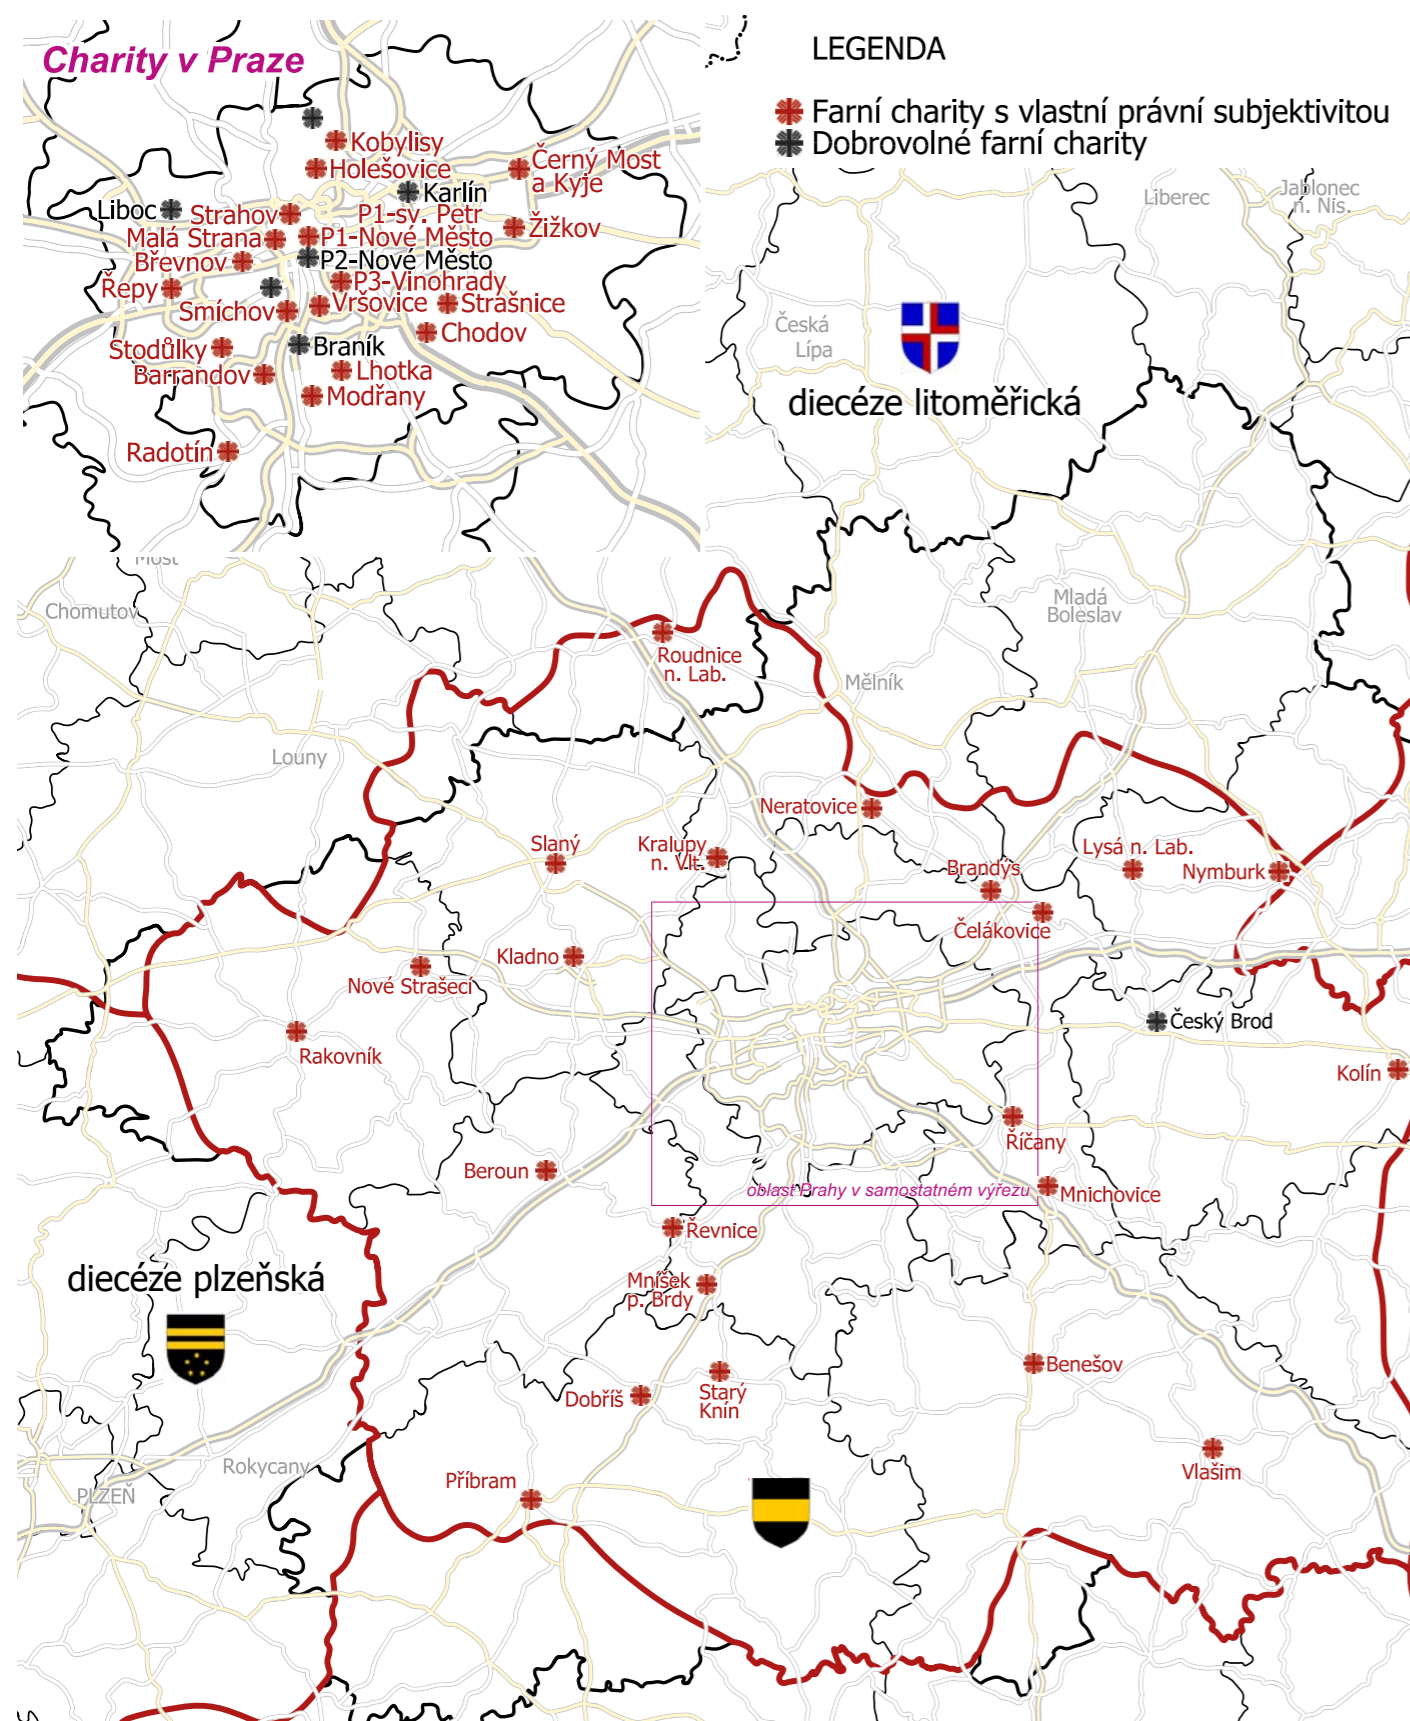 Charity v Praze
LEGENDA
Farní charity s vlastní právní subjektivitou
Dobrovolné farní charity
Kobylisy
Holešovice
Černý Most
a Kyje
Karlín
Liboc
Strahov
P1-sv. Petr
Malá Strana
P1-Nové Město
Žižkov
Břevnov
P2-Nové Město
Řepy
P3-Vinohrady
Smíchov
Vršovice
Strašnice
Chodov
Stodůlky
Braník
Barrandov
Lhotka
Modřany
Radotín
Liberec
Jablonec
n. Nis.
Česká
Lípa
diecéze litoměřická
Most
Chomutov
Mladá
Boleslav
Roudnice
n. Lab.
Mělník
Louny
Neratovice
Slaný
Kralupy
n. Vlt.
Brandýs
Lysá n. Lab.
Nymburk
Čelákovice
Kladno
Nové Strašecí
Český Brod
Rakovník
Kolín
Říčany
Beroun
oblast Prahy v samostatném výřezu
Mnichovice
Řevnice
diecéze plzeňská
Mníšek
p. Brdy
Benešov
Dobříš
Starý
Knín
Rokycany
Vlašim
Příbram
PLZEŇ